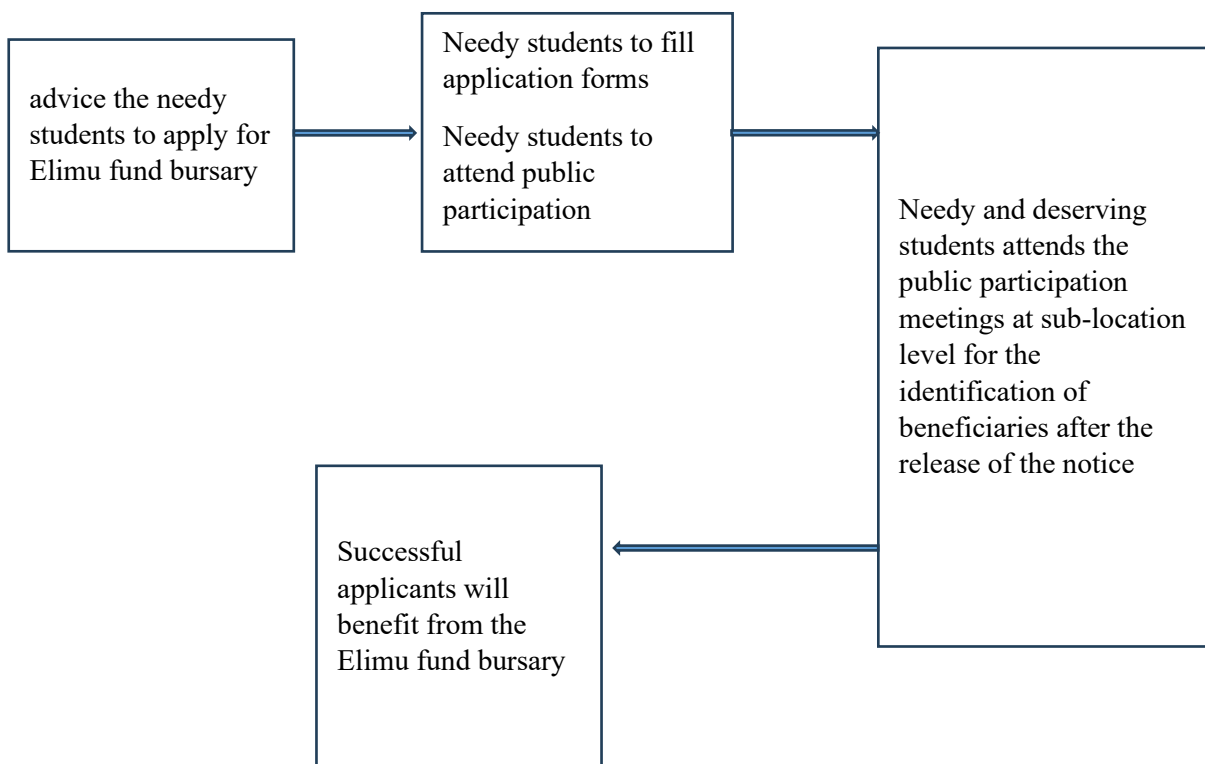 advice the needy
students to apply for
Elimu fund bursary
Needy students to fill
application forms
Needy students to
attend public
participation
Needy and deserving
students attends the
public participation
meetings at sub-location
level for the
identification of
beneficiaries after the
release of the notice
Successful
applicants will
benefit from the
Elimu fund bursary